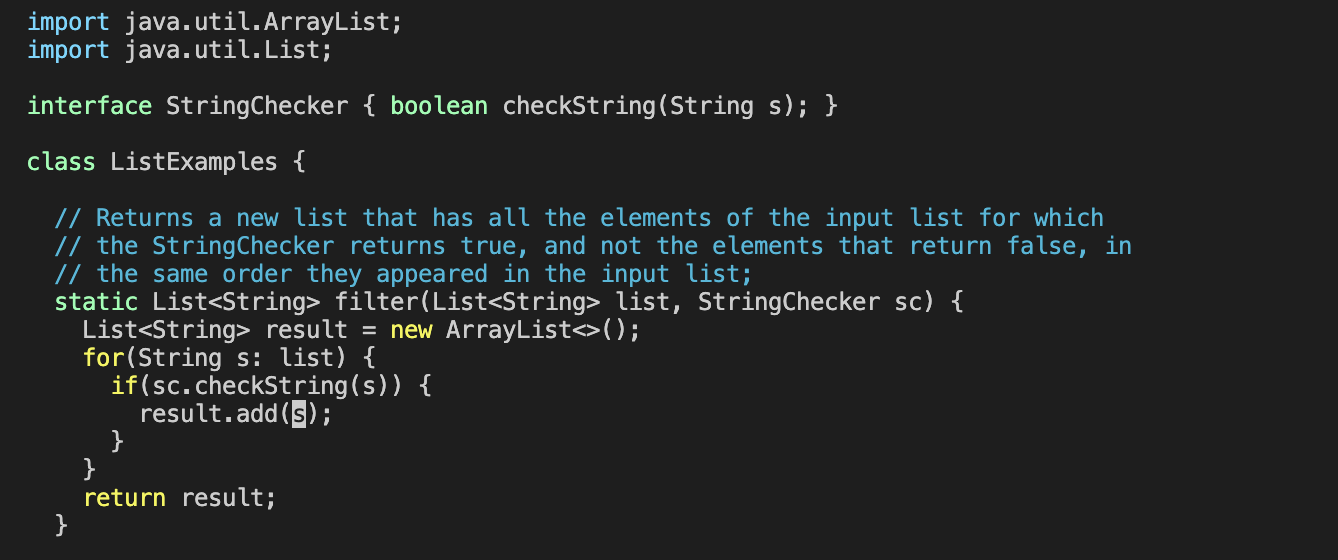 import java.util.ArrayList;
import java.util.List;

interface StringChecker { boolean checkString(String s); }

class ListExamples {

  // Returns a new list that has all the elements of the input list for which
  // the StringChecker returns true, and not the elements that return false, in
  // the same order they appeared in the input list;
  static List<String> filter(List<String> list, StringChecker sc) {
    List<String> result = new ArrayList<>();
    for(String s: list) {
      if(sc.checkString(s)) {
        result.add(s);
      }
    }
    return result;
  }